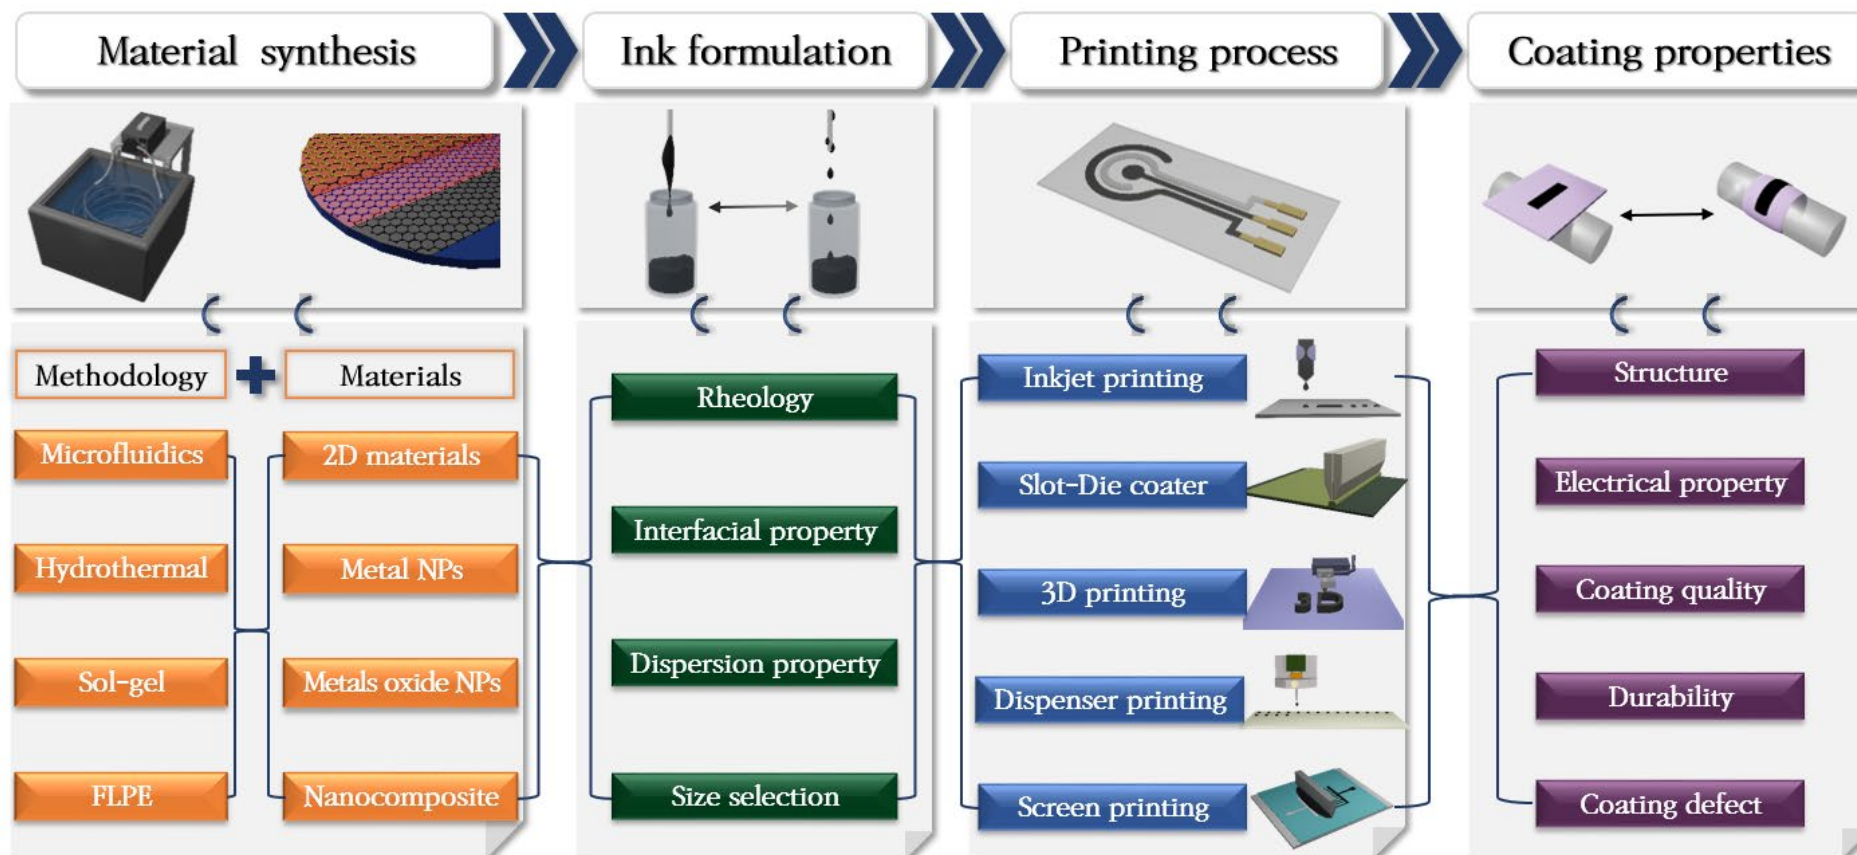 Material synthesis
Ink formulation
Printing process
Coating properties
Methodology
Materials
Microfluidics
2D materials
Hydrothermal
Metal NPs
Sol-gel
Metals oxide NPs
FLPE
Nanocomposite
Rheology
Interfacial property
Dispersion property
Size selection
Inkjet printing
Slot-Die coater
3D printing
3D
Dispenser printing
Screen printing
Structure
Electrical property
Coating quality
Durability
Coating defect